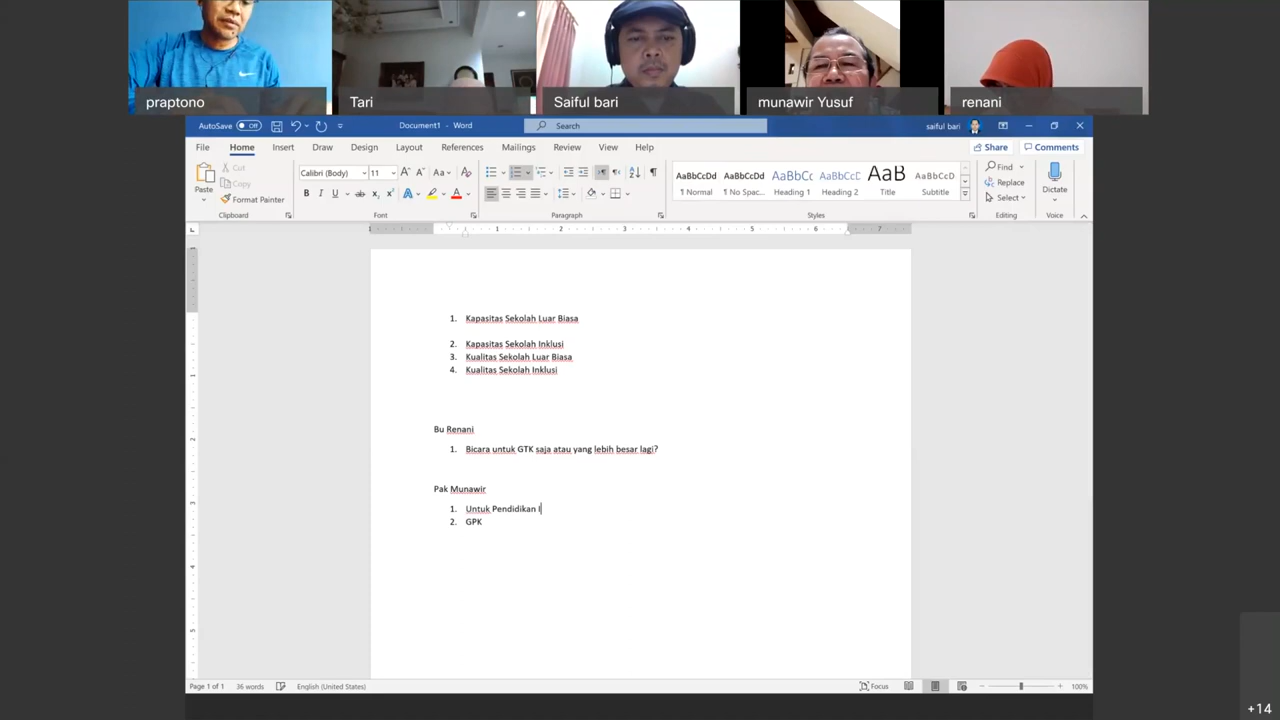 praptono
Tari
Saiful bari
munawir Yusuf
renani
AutoSave Off
Document1 - Word
Search
saiful bari
File Home Insert Draw Design Layout References Mailings Review View Help
Share Comments
Paste
Cut
Copy
Format Painter
Clipboard
Calibri (Body) 11
Font
Paragraph
AaBbCcDd AaBbCcDd AaBbCc AaBbCcC AaB AaBbCcD
¶ Normal ¶ No Spac... Heading 1 Heading 2 Title Subtitle
Styles
Find
Replace
Select
Editing
Dictate
Voice
1. Kapasitas Sekolah Luar Biasa
2. Kapasitas Sekolah Inklusi
3. Kualitas Sekolah Luar Biasa
4. Kualitas Sekolah Inklusi
Bu Renani
1. Bicara untuk GTK saja atau yang lebih besar lagi?
Pak Munawir
1. Untuk Pendidikan I
2. GPK
Page 1 of 1 36 words English (United States)
Focus
100%
+14